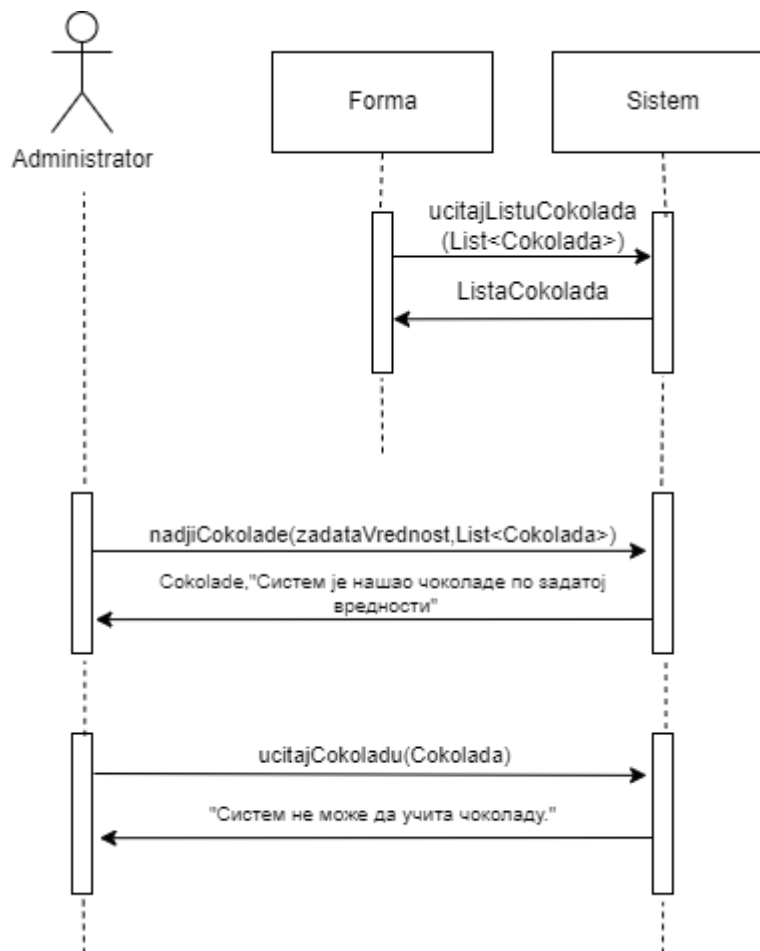 Forma
Sistem
Administrator
ucitajListuCokolada
(List<Cokolada>)
ListaCokolada
nadjiCokolade(zadataVrednost,List<Cokolada>)
Cokolade,"Систем је нашао чоколаде по задатој
вредности"
ucitajCokoladu(Cokolada)
"Систем не може да учита чоколаду."